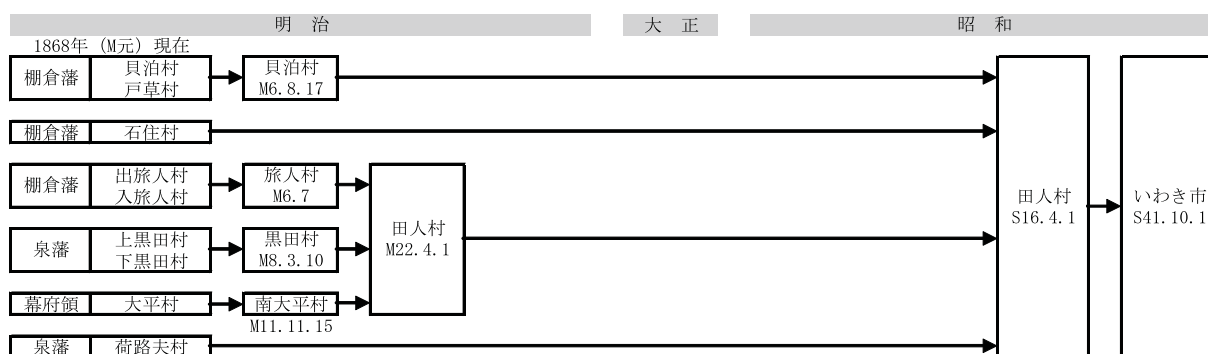 明 治
大 正
昭 和
1868年 (M元) 現在
棚倉藩
貝泊村
戸草村
貝泊村
M6.8.17
棚倉藩
石住村
棚倉藩
出旅人村
入旅人村
旅人村
M6.7
泉藩
上黒田村
下黒田村
黒田村
M8.3.10
幕府領
大平村
南大平村
M11.11.15
田人村
M22.4.1
泉藩
荷路夫村
田人村
S16.4.1
いわき市
S41.10.1